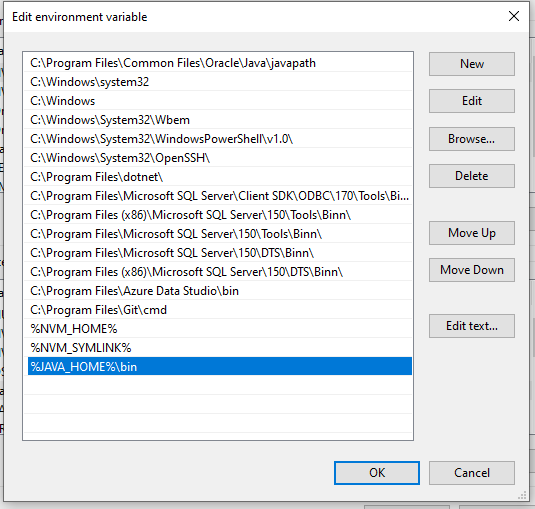 Edit environment variable
C:\Program Files\Common Files\Oracle\Java\javapath
C:\Windows\system32
C:\Windows
C:\Windows\System32\Wbem
C:\Windows\System32\WindowsPowerShell\v1.0\
C:\Windows\System32\OpenSSH\
C:\Program Files\dotnet\
C:\Program Files\Microsoft SQL Server\Client SDK\ODBC\170\Tools\Bi...
C:\Program Files (x86)\Microsoft SQL Server\150\Tools\Binn\
C:\Program Files\Microsoft SQL Server\150\Tools\Binn\
C:\Program Files\Microsoft SQL Server\150\DTS\Binn\
C:\Program Files (x86)\Microsoft SQL Server\150\DTS\Binn\
C:\Program Files\Azure Data Studio\bin
C:\Program Files\Git\cmd
%NVM_HOME%
%NVM_SYMLINK%
%JAVA_HOME%\bin
New
Edit
Browse...
Delete
Move Up
Move Down
Edit text...
OK
Cancel